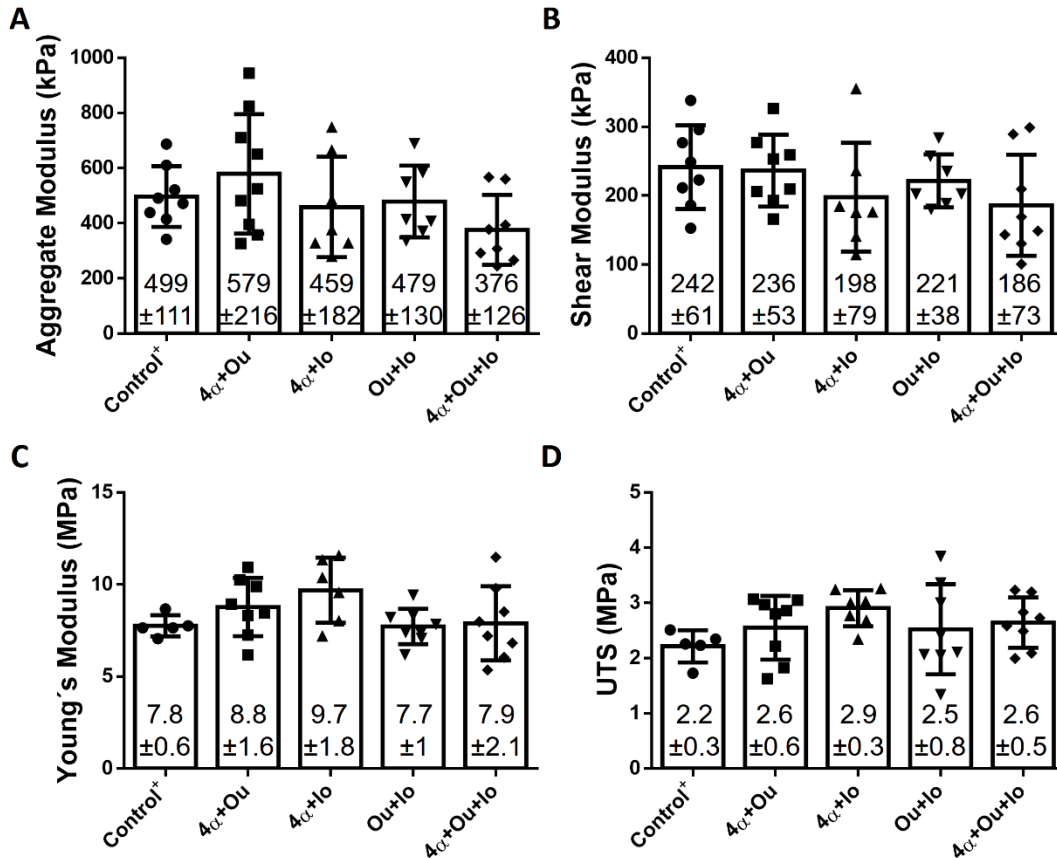 A
Aggregate Modulus (kPa)
1000
800
600
400
200
0
499
±111
579
±216
459
±182
479
±130
376
±126
Control⁺
4α+Ou
4α+Io
Ou+Io
4α+Ou+Io
B
Shear Modulus (kPa)
400
300
200
100
0
242
±61
236
±53
198
±79
221
±38
186
±73
Control⁺
4α+Ou
4α+Io
Ou+Io
4α+Ou+Io
C
Young´s Modulus (MPa)
15
10
5
0
7.8
±0.6
8.8
±1.6
9.7
±1.8
7.7
±1
7.9
±2.1
Control⁺
4α+Ou
4α+Io
Ou+Io
4α+Ou+Io
D
UTS (MPa)
5
4
3
2
1
0
2.2
±0.3
2.6
±0.6
2.9
±0.3
2.5
±0.8
2.6
±0.5
Control⁺
4α+Ou
4α+Io
Ou+Io
4α+Ou+Io